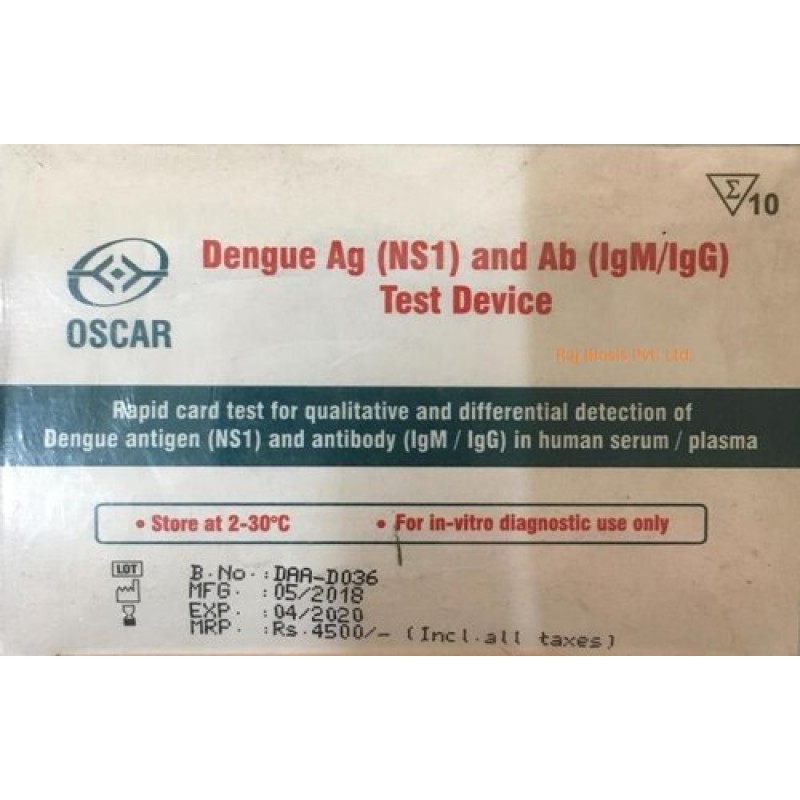 Σ 10
Dengue Ag (NS1) and Ab (IgM/IgG)
Test Device
OSCAR
Raj Biosis Pvt. Ltd.
Rapid card test for qualitative and differential detection of
Dengue antigen (NS1) and antibody (IgM / IgG) in human serum / plasma
• Store at 2-30°C • For in-vitro diagnostic use only
LOT B.No. :DAA-D036
MFG. :05/2018
EXP. :04/2020
MRP. :Rs.4500/- (Incl.all taxes)